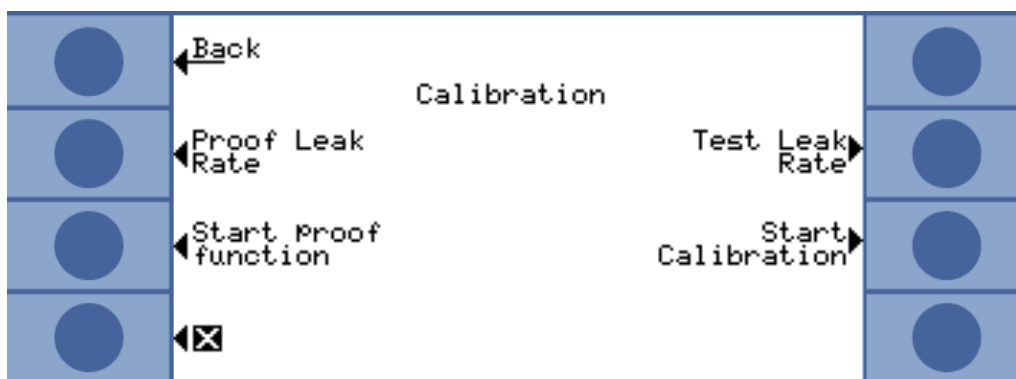 Back
Calibration
Proof Leak
Rate
Test Leak
Rate
Start Proof
function
Start
Calibration